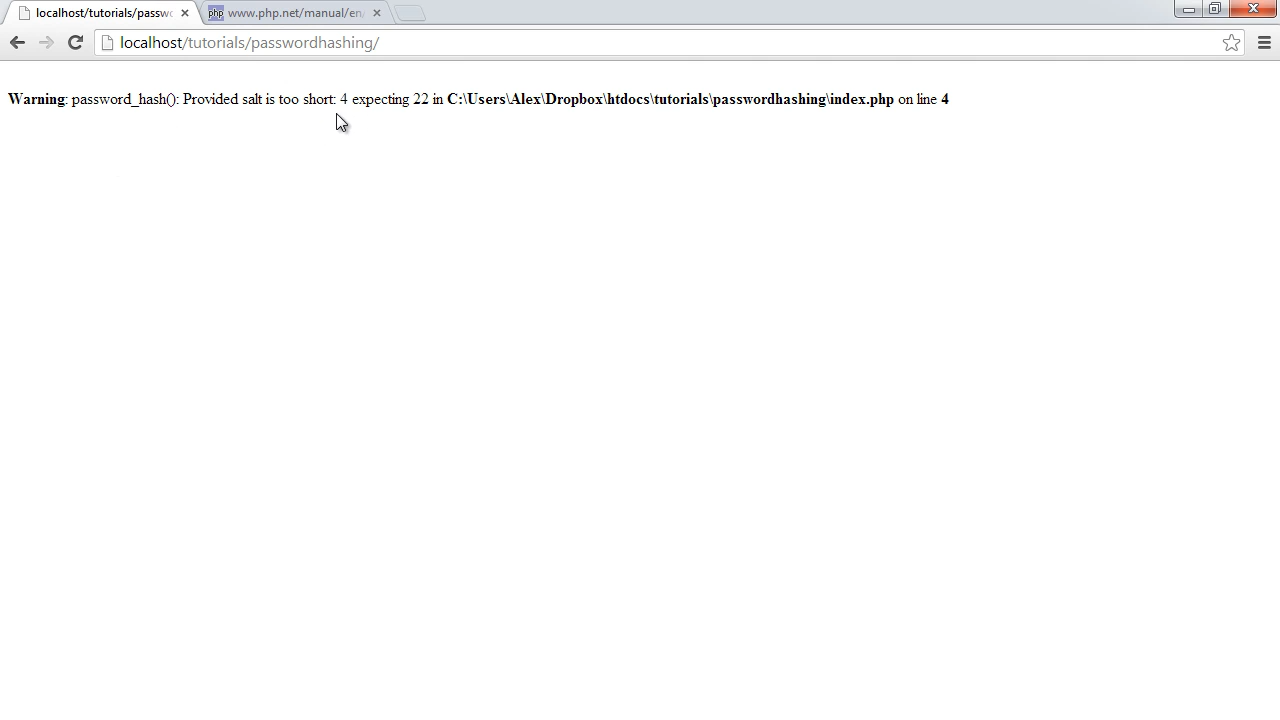 localhost/tutorials/passwo
php www.php.net/manual/en
localhost/tutorials/passwordhashing/
Warning: password_hash(): Provided salt is too short: 4 expecting 22 in C:\Users\Alex\Dropbox\htdocs\tutorials\passwordhashing\index.php on line 4